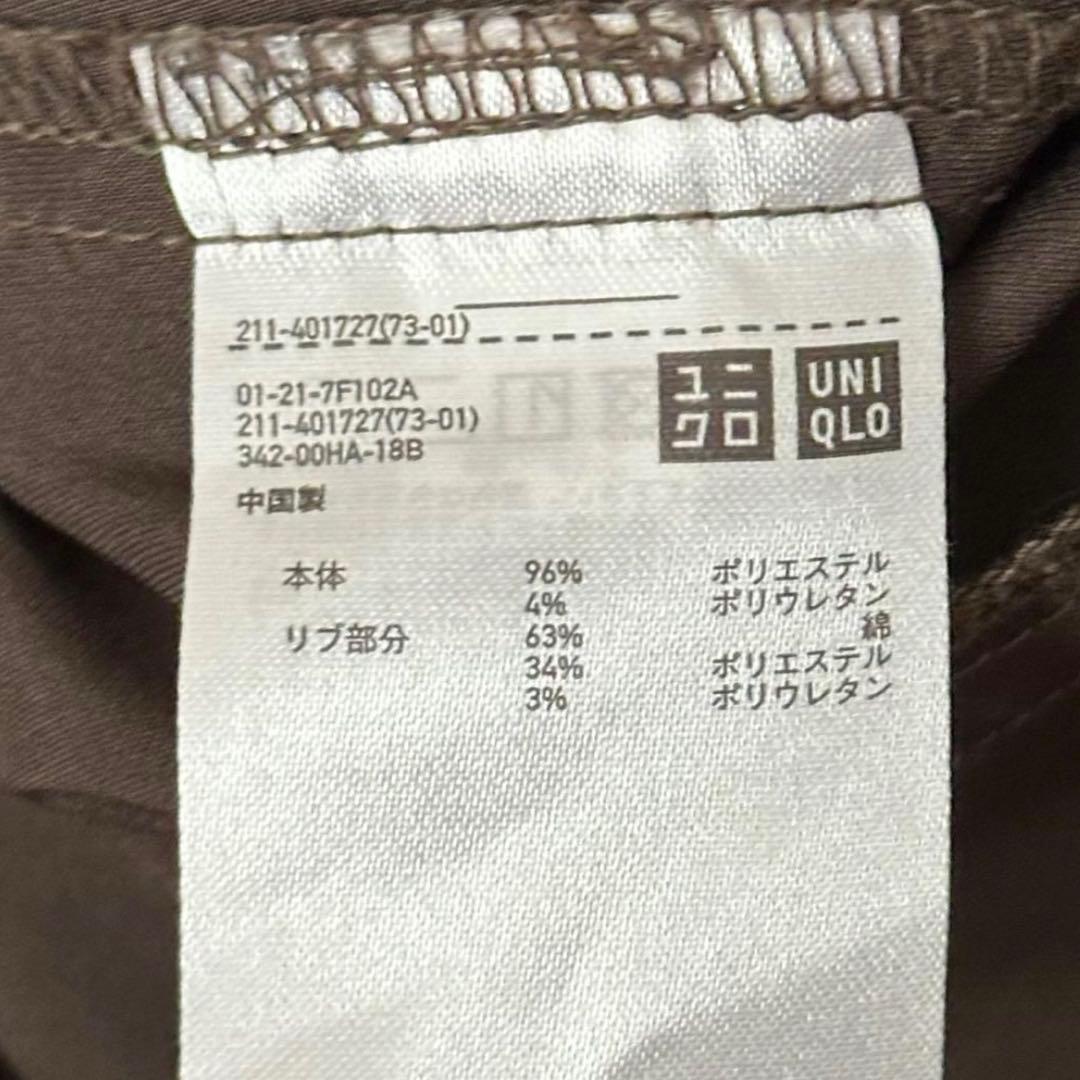 211-401727(73-01)
01-21-7F102A
211-401727(73-01)
342-00HA-18B
中国製
ユニ
クロ
UNI
QLO
本体 96% ポリエステル
4% ポリウレタン
リブ部分 63% 綿
34% ポリエステル
3% ポリウレタン